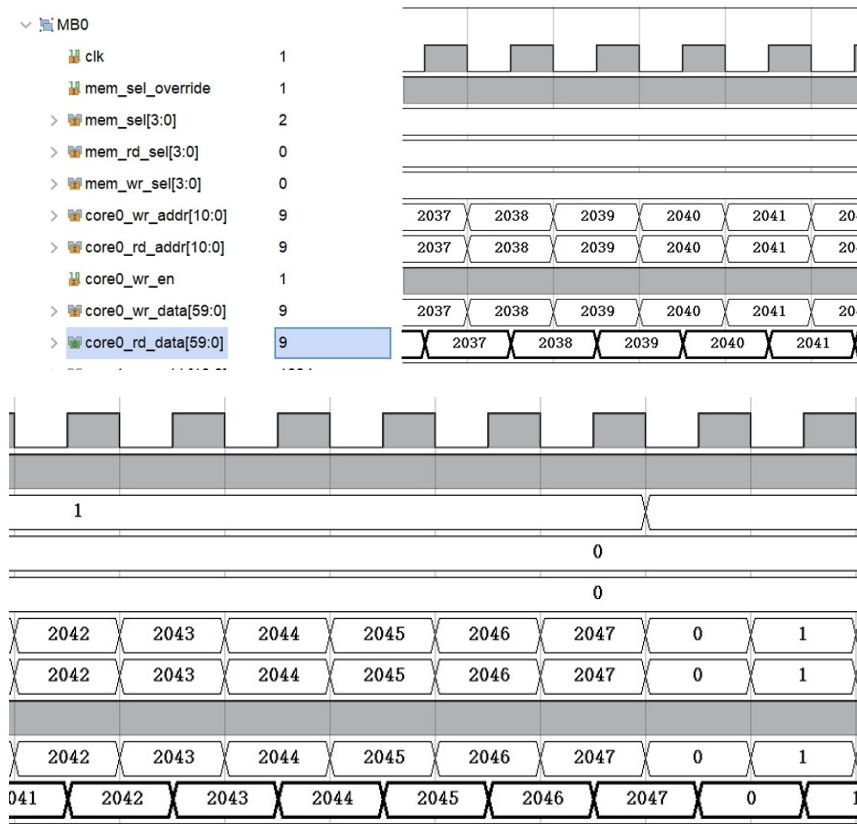 MB0
clk 1
mem_sel_override 1
mem_sel[3:0] 2
mem_rd_sel[3:0] 0
mem_wr_sel[3:0] 0
core0_wr_addr[10:0] 9 2037 2038 2039 2040 2041 20
core0_rd_addr[10:0] 9 2037 2038 2039 2040 2041 20
core0_wr_en 1
core0_wr_data[59:0] 9 2037 2038 2039 2040 2041 20
core0_rd_data[59:0] 9 2037 2038 2039 2040 2041
1
0
0
2042 2043 2044 2045 2046 2047 0 1
2042 2043 2044 2045 2046 2047 0 1
2042 2043 2044 2045 2046 2047 0 1
041 2042 2043 2044 2045 2046 2047 0 1